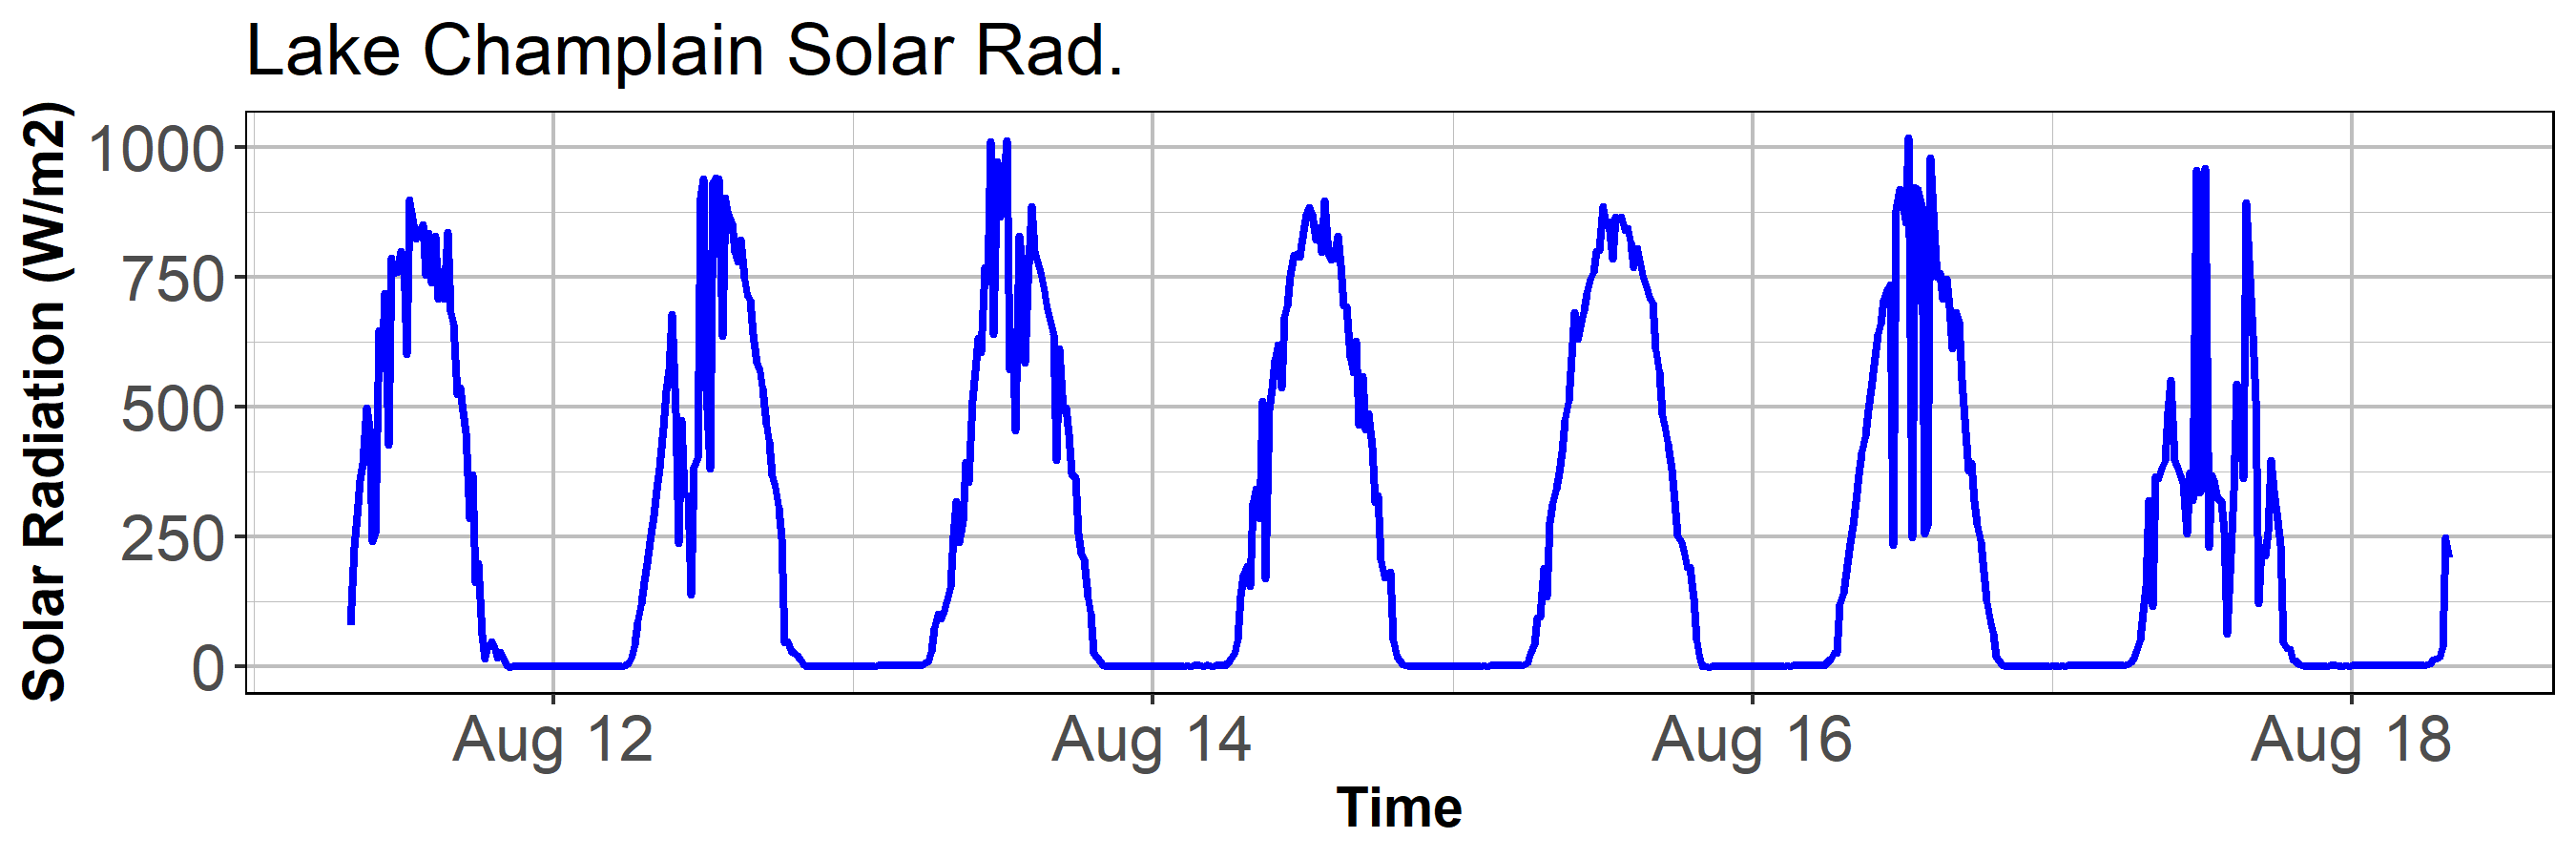 Lake Champlain Solar Rad.
Solar Radiation (W/m2)
1000
750
500
250
0
Aug 12
Aug 14
Aug 16
Aug 18
Time